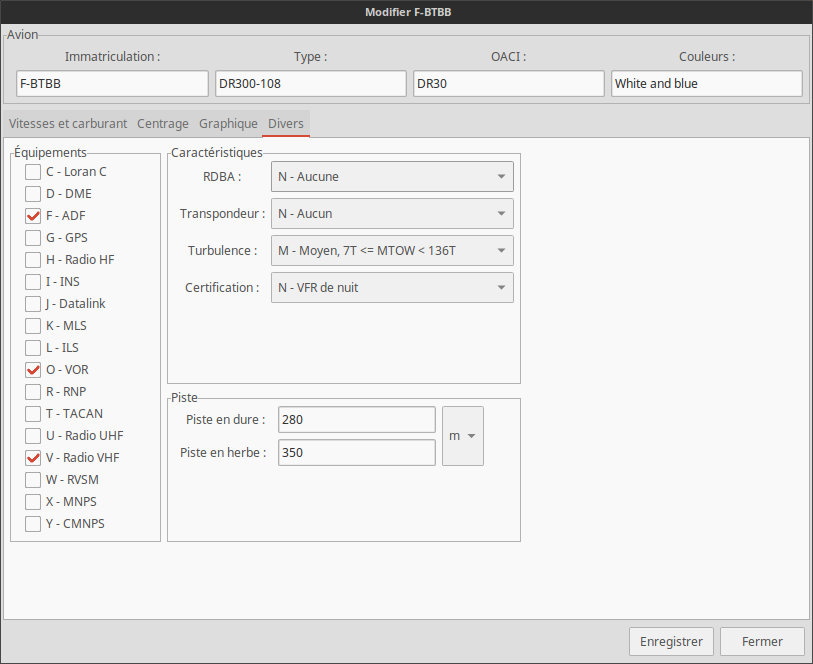 Modifier F-BTBB
Avion
Immatriculation : Type : OACI : Couleurs :
F-BTBB DR300-108 DR30 White and blue
Vitesses et carburant Centrage Graphique Divers
Équipements
C - Loran C
D - DME
F - ADF
G - GPS
H - Radio HF
I - INS
J - Datalink
K - MLS
L - ILS
O - VOR
R - RNP
T - TACAN
U - Radio UHF
V - Radio VHF
W - RVSM
X - MNPS
Y - CMNPS
Caractéristiques
RDBA : N - Aucune
Transpondeur : N - Aucun
Turbulence : M - Moyen, 7T <= MTOW < 136T
Certification : N - VFR de nuit
Piste
Piste en dure : 280
m
Piste en herbe : 350
Enregistrer Fermer